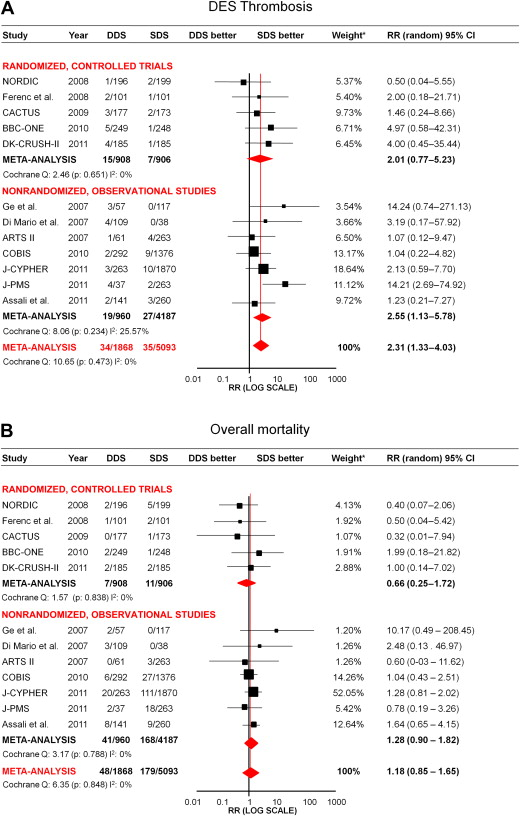 A DES Thrombosis
Study Year DDS SDS DDS better SDS better Weight* RR (random) 95% CI
RANDOMIZED, CONTROLLED TRIALS
NORDIC 2008 1/196 2/199 5.37% 0.50 (0.04–5.55)
Ferenc et al. 2008 2/101 1/101 5.40% 2.00 (0.18–21.71)
CACTUS 2009 3/177 2/173 9.73% 1.46 (0.24–8.66)
BBC-ONE 2010 5/249 1/248 6.71% 4.97 (0.58–42.31)
DK-CRUSH-II 2011 4/185 1/185 6.45% 4.00 (0.45–35.44)
META-ANALYSIS 15/908 7/906 2.01 (0.77–5.23)
Cochrane Q: 2.46 (p: 0.651) I²: 0%
NONRANDOMIZED, OBSERVATIONAL STUDIES
Ge et al. 2007 3/57 0/117 3.54% 14.24 (0.74–271.13)
Di Mario et al. 2007 4/109 0/38 3.66% 3.19 (0.17–57.92)
ARTS II 2007 1/61 4/263 6.50% 1.07 (0.12–9.47)
COBIS 2010 2/292 9/1376 13.17% 1.04 (0.22–4.82)
J-CYPHER 2011 3/263 10/1870 18.64% 2.13 (0.59–7.70)
J-PMS 2011 4/37 2/263 11.12% 14.21 (2.69–74.92)
Assali et al. 2011 2/141 3/260 9.72% 1.23 (0.21–7.27)
META-ANALYSIS 19/960 27/4187 2.55 (1.13–5.78)
Cochrane Q: 8.06 (p: 0.234) I²: 25.57%
META-ANALYSIS 34/1868 35/5093 100% 2.31 (1.33–4.03)
Cochrane Q: 10.65 (p: 0.473) I²: 0%
0.01 0.1 1 10 100 1000
RR (LOG SCALE)
B Overall mortality
Study Year DDS SDS DDS better SDS better Weight* RR (random) 95% CI
RANDOMIZED, CONTROLLED TRIALS
NORDIC 2008 2/196 5/199 4.13% 0.40 (0.07–2.06)
Ferenc et al. 2008 1/101 2/101 1.92% 0.50 (0.04–5.42)
CACTUS 2009 0/177 1/173 1.07% 0.32 (0.01–7.94)
BBC-ONE 2010 2/249 1/248 1.91% 1.99 (0.18–21.82)
DK-CRUSH-II 2011 2/185 2/185 2.88% 1.00 (0.14–7.02)
META-ANALYSIS 7/908 11/906 0.66 (0.25–1.72)
Cochrane Q: 1.57 (p: 0.838) I²: 0%
NONRANDOMIZED, OBSERVATIONAL STUDIES
Ge et al. 2007 2/57 0/117 1.20% 10.17 (0.49 – 208.45)
Di Mario et al. 2007 3/109 0/38 1.26% 2.48 (0.13 . 46.97)
ARTS II 2007 0/61 3/263 1.26% 0.60 (0.03 – 11.62)
COBIS 2010 6/292 27/1376 14.26% 1.04 (0.43 – 2.51)
J-CYPHER 2011 20/263 111/1870 52.05% 1.28 (0.81 – 2.02)
J-PMS 2011 2/37 18/263 5.42% 0.78 (0.19 – 3.26)
Assali et al. 2011 8/141 9/260 12.64% 1.64 (0.65 – 4.15)
META-ANALYSIS 41/960 168/4187 1.28 (0.90 – 1.82)
Cochrane Q: 3.17 (p: 0.788) I²: 0%
META-ANALYSIS 48/1868 179/5093 100% 1.18 (0.85 – 1.65)
Cochrane Q: 6.35 (p: 0.848) I²: 0%
0.01 0.1 1 10 100 1000
RR (LOG SCALE)